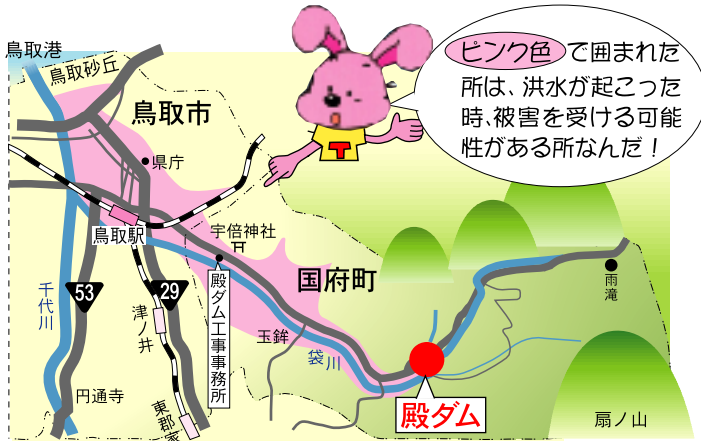 鳥取港
鳥取砂丘
鳥取市
県庁
鳥取駅
宇倍神社
国府町
千代川
53
29
津ノ井
殿ダム工事事務所
玉鉾
袋川
円通寺
東郡家
殿ダム
雨滝
扇ノ山
T
ピンク色で囲まれた
所は、洪水が起こった
時、被害を受ける可能
性がある所なんだ！